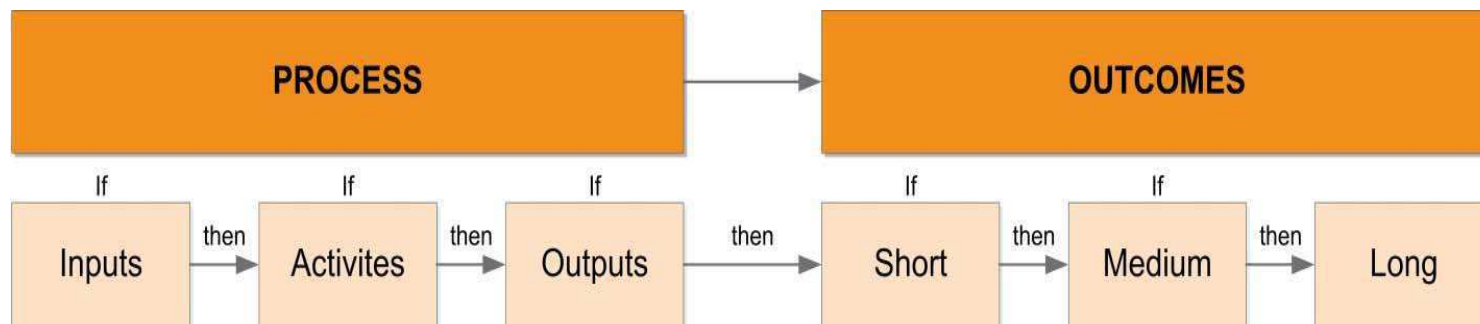 PROCESS OUTCOMES
If If If If If
then then then then then
Inputs Activites Outputs Short Medium Long